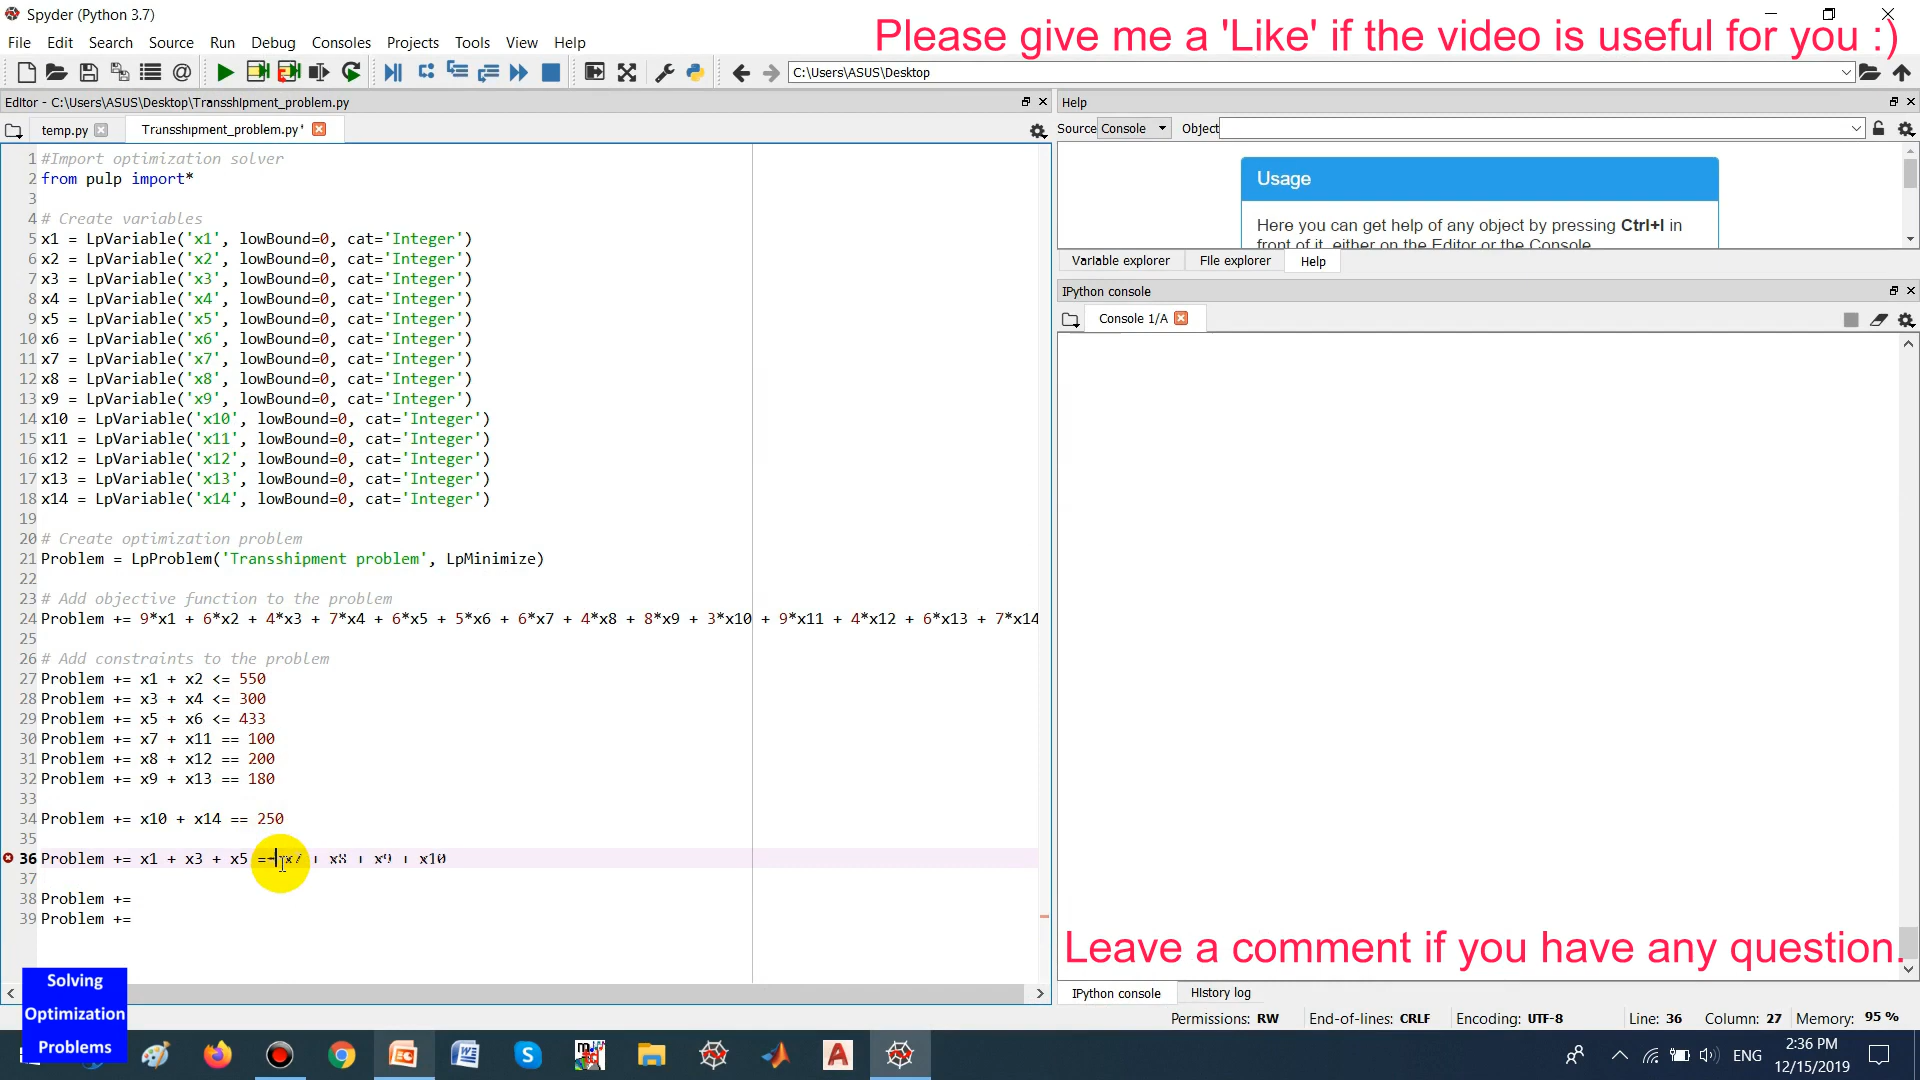 Spyder (Python 3.7)
Please give me a 'Like' if the video is useful for you :)
File Edit Search Source Run Debug Consoles Projects Tools View Help
C:\Users\ASUS\Desktop
Editor - C:\Users\ASUS\Desktop\Transshipment_problem.py
Help
temp.py Transshipment_problem.py*
Source Console Object
1 #Import optimization solver
2 from pulp import*
3
4 # Create variables
5 x1 = LpVariable('x1', lowBound=0, cat='Integer')
6 x2 = LpVariable('x2', lowBound=0, cat='Integer')
7 x3 = LpVariable('x3', lowBound=0, cat='Integer')
8 x4 = LpVariable('x4', lowBound=0, cat='Integer')
9 x5 = LpVariable('x5', lowBound=0, cat='Integer')
10 x6 = LpVariable('x6', lowBound=0, cat='Integer')
11 x7 = LpVariable('x7', lowBound=0, cat='Integer')
12 x8 = LpVariable('x8', lowBound=0, cat='Integer')
13 x9 = LpVariable('x9', lowBound=0, cat='Integer')
14 x10 = LpVariable('x10', lowBound=0, cat='Integer')
15 x11 = LpVariable('x11', lowBound=0, cat='Integer')
16 x12 = LpVariable('x12', lowBound=0, cat='Integer')
17 x13 = LpVariable('x13', lowBound=0, cat='Integer')
18 x14 = LpVariable('x14', lowBound=0, cat='Integer')
19
20 # Create optimization problem
21 Problem = LpProblem('Transshipment problem', LpMinimize)
22
23 # Add objective function to the problem
24 Problem += 9*x1 + 6*x2 + 4*x3 + 7*x4 + 6*x5 + 5*x6 + 6*x7 + 4*x8 + 8*x9 + 3*x10 + 9*x11 + 4*x12 + 6*x13 + 7*x14
25
26 # Add constraints to the problem
27 Problem += x1 + x2 <= 550
28 Problem += x3 + x4 <= 300
29 Problem += x5 + x6 <= 433
30 Problem += x7 + x11 == 100
31 Problem += x8 + x12 == 200
32 Problem += x9 + x13 == 180
33
34 Problem += x10 + x14 == 250
35
36 Problem += x1 + x3 + x5 == x7 + x8 + x9 + x10
37
38 Problem +=
39 Problem +=
Usage
Here you can get help of any object by pressing Ctrl+I in
front of it, either on the Editor or the Console.
Variable explorer File explorer Help
IPython console
Console 1/A
Leave a comment if you have any question.
IPython console History log
Solving
Optimization
Problems
Permissions: RW End-of-lines: CRLF Encoding: UTF-8 Line: 36 Column: 27 Memory: 95 %
ENG
2:36 PM
12/15/2019